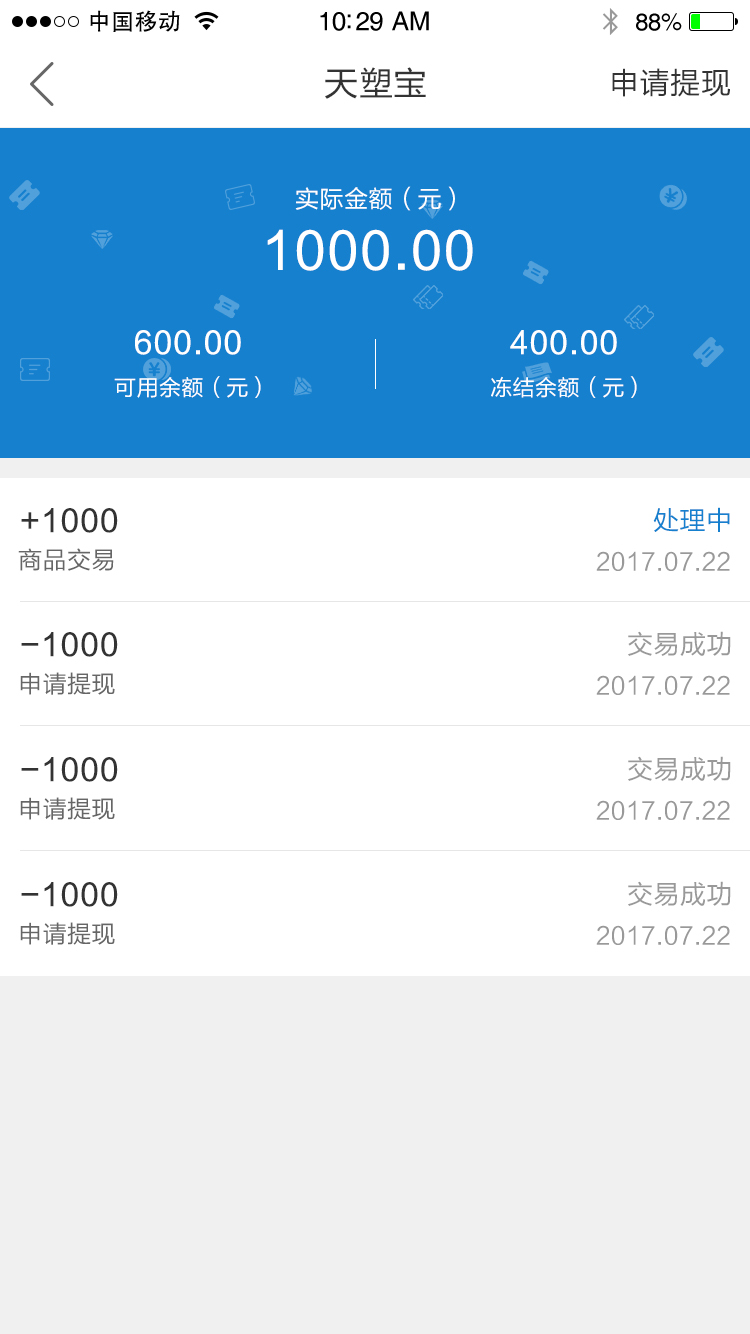 中国移动 10:29 AM 88%
天塑宝 申请提现
实际金额（元）
1000.00
600.00 400.00
可用余额（元） 冻结余额（元）
+1000 处理中
商品交易 2017.07.22
−1000 交易成功
申请提现 2017.07.22
−1000 交易成功
申请提现 2017.07.22
−1000 交易成功
申请提现 2017.07.22